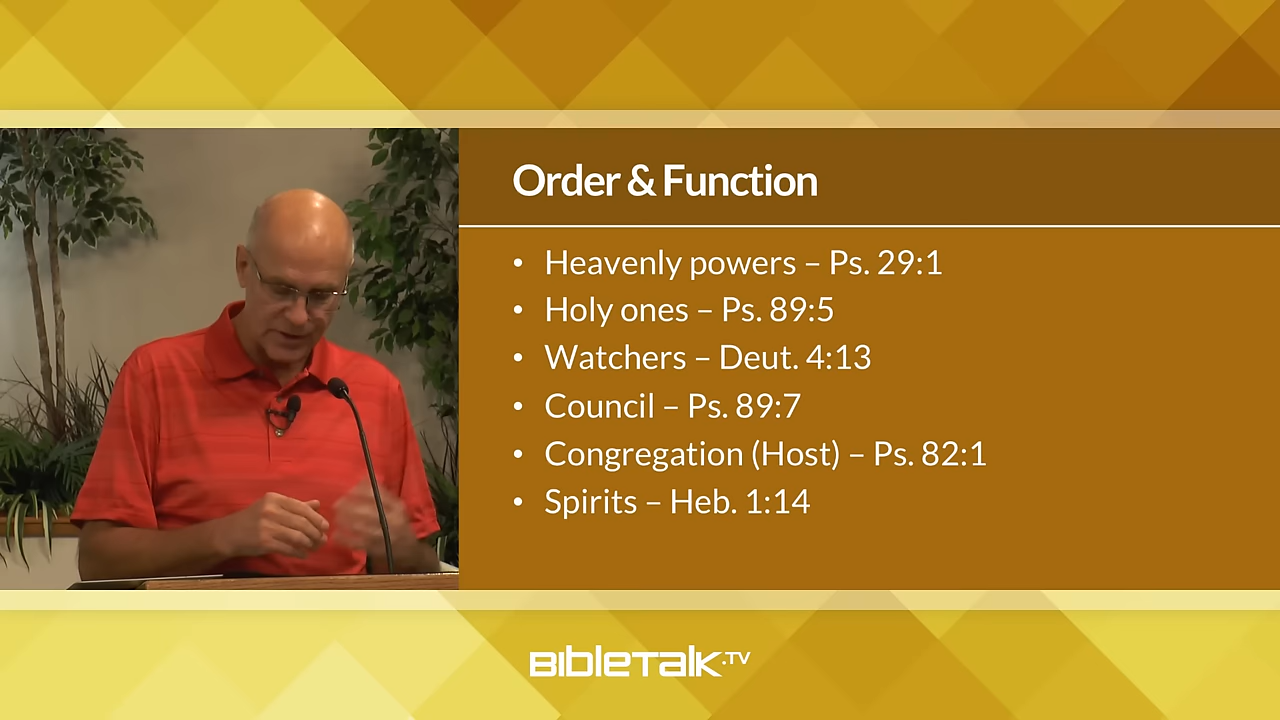 Order & Function
• Heavenly powers – Ps. 29:1
• Holy ones – Ps. 89:5
• Watchers – Deut. 4:13
• Council – Ps. 89:7
• Congregation (Host) – Ps. 82:1
• Spirits – Heb. 1:14
BIBLETALK.TV